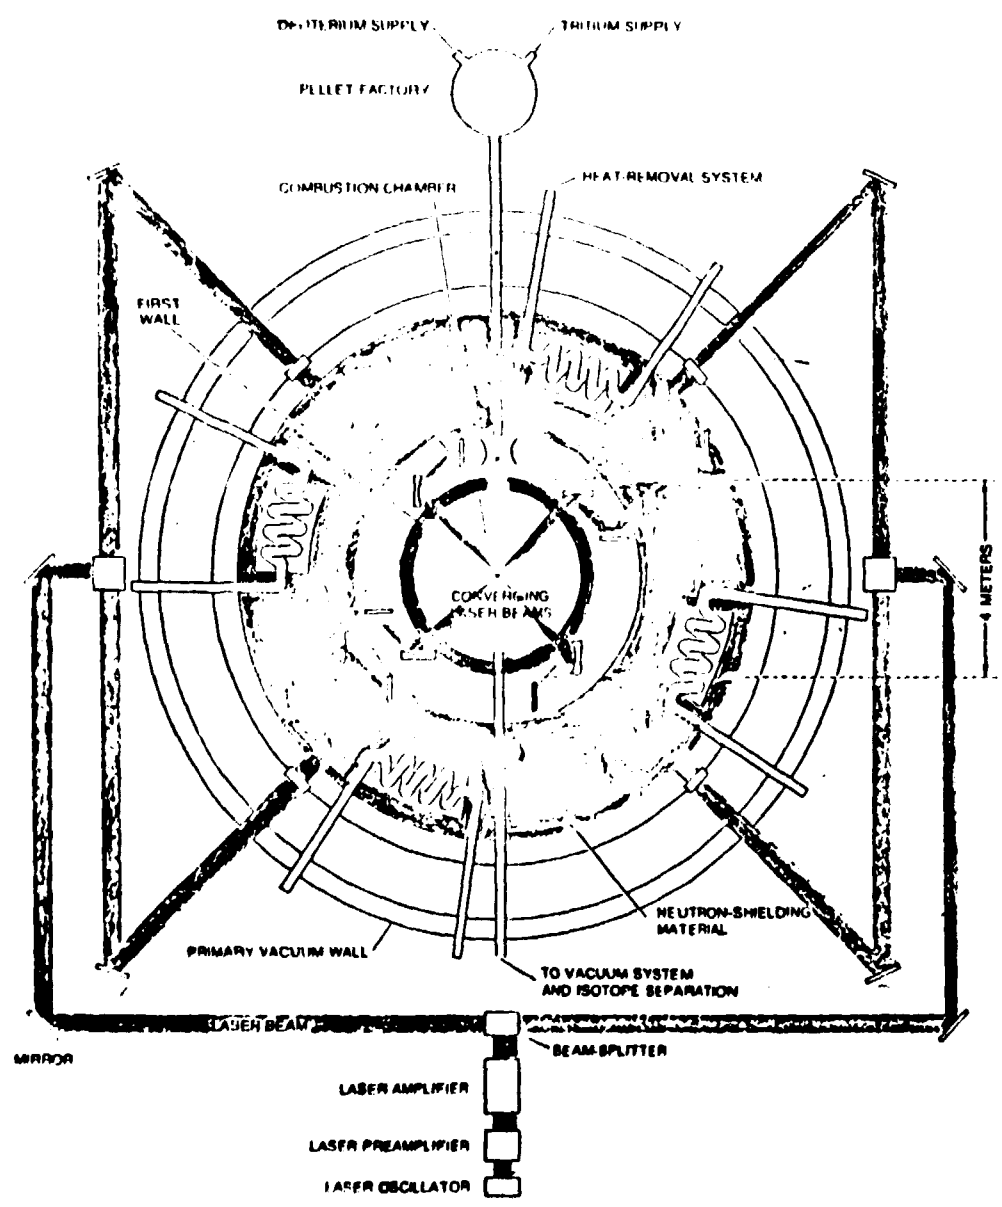 DEUTERIUM SUPPLY
TRITIUM SUPPLY
PELLET FACTORY
COMBUSTION CHAMBER
HEAT-REMOVAL SYSTEM
FIRST
WALL
4 METERS
CONVERGING
LASER BEAMS
NEUTRON-SHIELDING
MATERIAL
PRIMARY VACUUM WALL
TO VACUUM SYSTEM
AND ISOTOPE SEPARATION
LASER BEAM
BEAM-SPLITTER
MIRROR
LASER AMPLIFIER
LASER PREAMPLIFIER
LASER OSCILLATOR